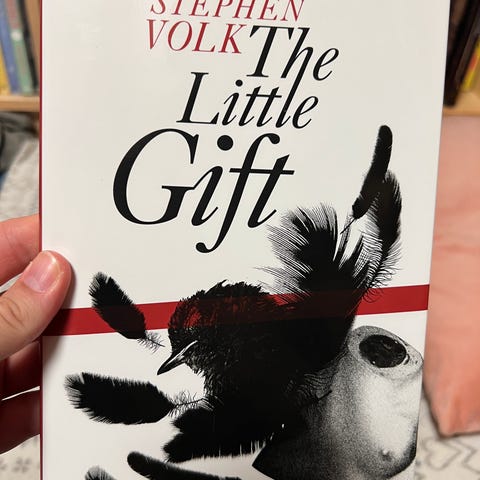 STEPHEN
VOLK
The
Little
Gift